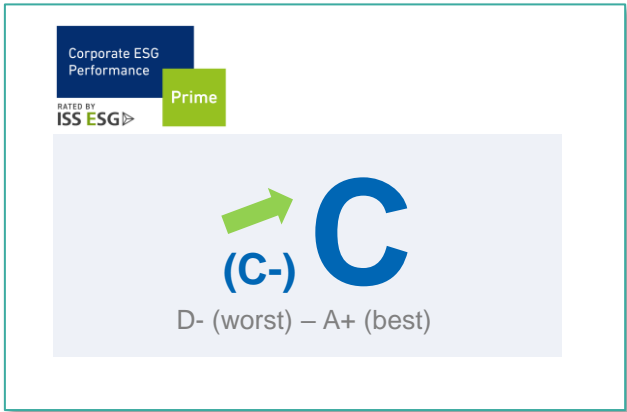 Corporate ESG
Performance
Prime
RATED BY
ISS ESG
(C-) C
D- (worst) – A+ (best)